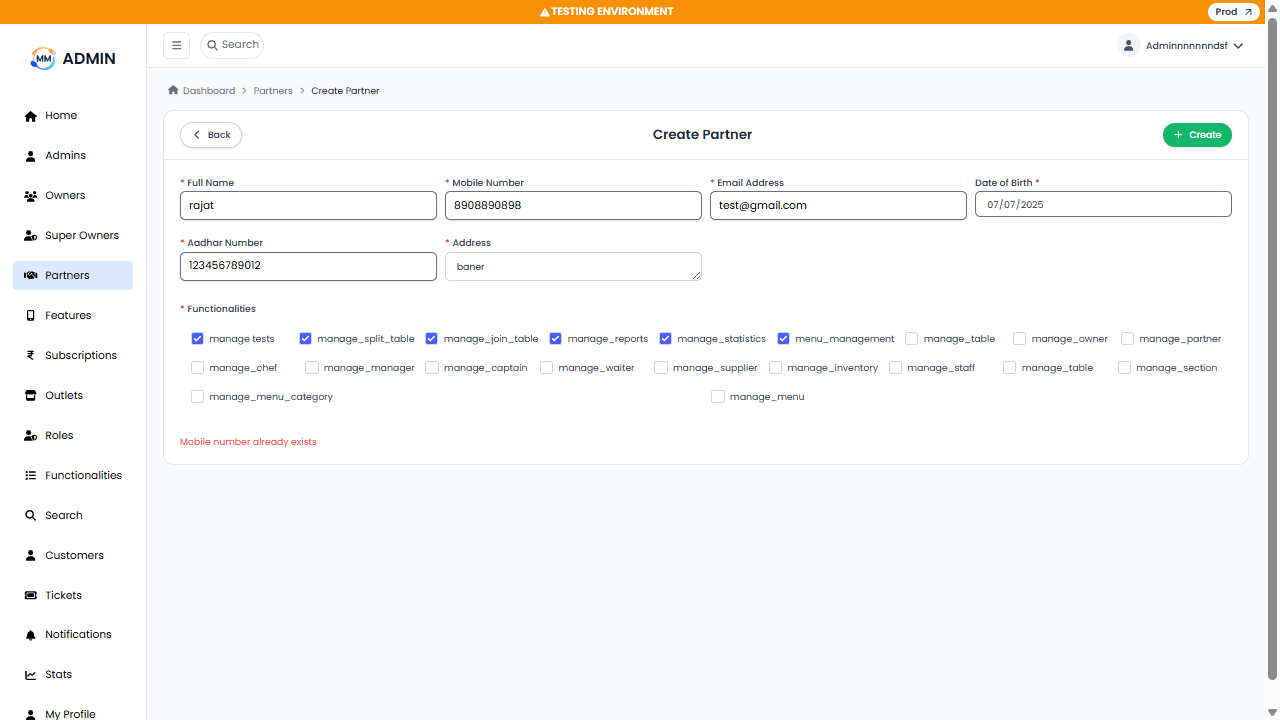 TESTING ENVIRONMENT
Prod
MM ADMIN
Search
Adminnnnnnndsf
Home
Admins
Owners
Super Owners
Partners
Features
Subscriptions
Outlets
Roles
Functionalities
Search
Customers
Tickets
Notifications
Stats
My Profile
Dashboard > Partners > Create Partner
Back
Create Partner
+ Create
* Full Name * Mobile Number * Email Address Date of Birth *
rajat 8908890898 test@gmail.com 07/07/2025
* Aadhar Number * Address
123456789012 baner
* Functionalities
manage tests manage_split_table manage_join_table manage_reports manage_statistics menu_management manage_table manage_owner manage_partner
manage_chef manage_manager manage_captain manage_waiter manage_supplier manage_inventory manage_staff manage_table manage_section
manage_menu_category manage_menu
Mobile number already exists